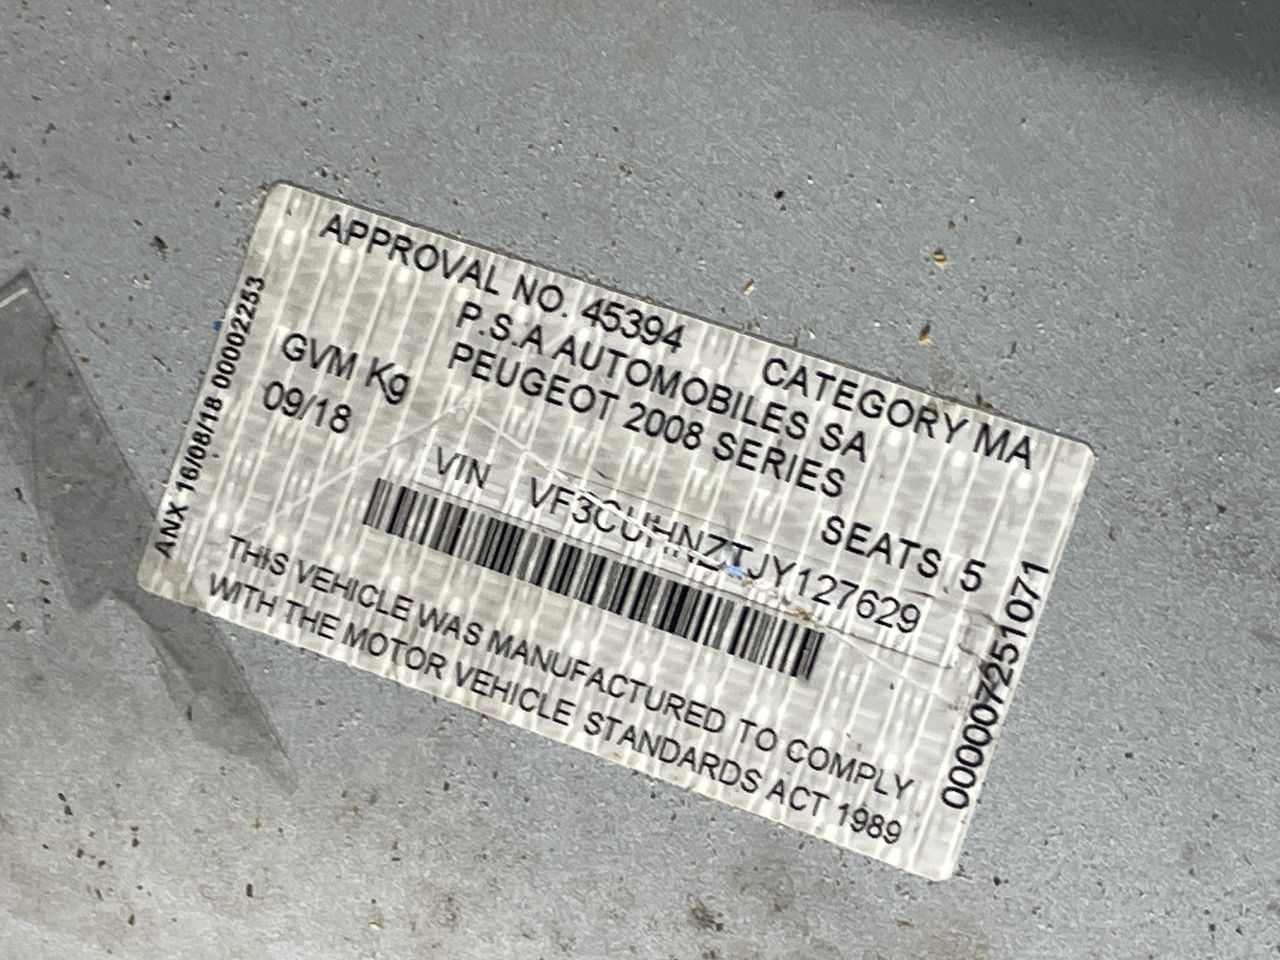 APPROVAL NO. 45394 CATEGORY MA
P.S.A AUTOMOBILES SA
PEUGEOT 2008 SERIES
GVM Kg
09/18
SEATS 5
VIN VF3CUHNZTJY127629
THIS VEHICLE WAS MANUFACTURED TO COMPLY
WITH THE MOTOR VEHICLE STANDARDS ACT 1989
ANX 16/08/18 00002253
000007251071